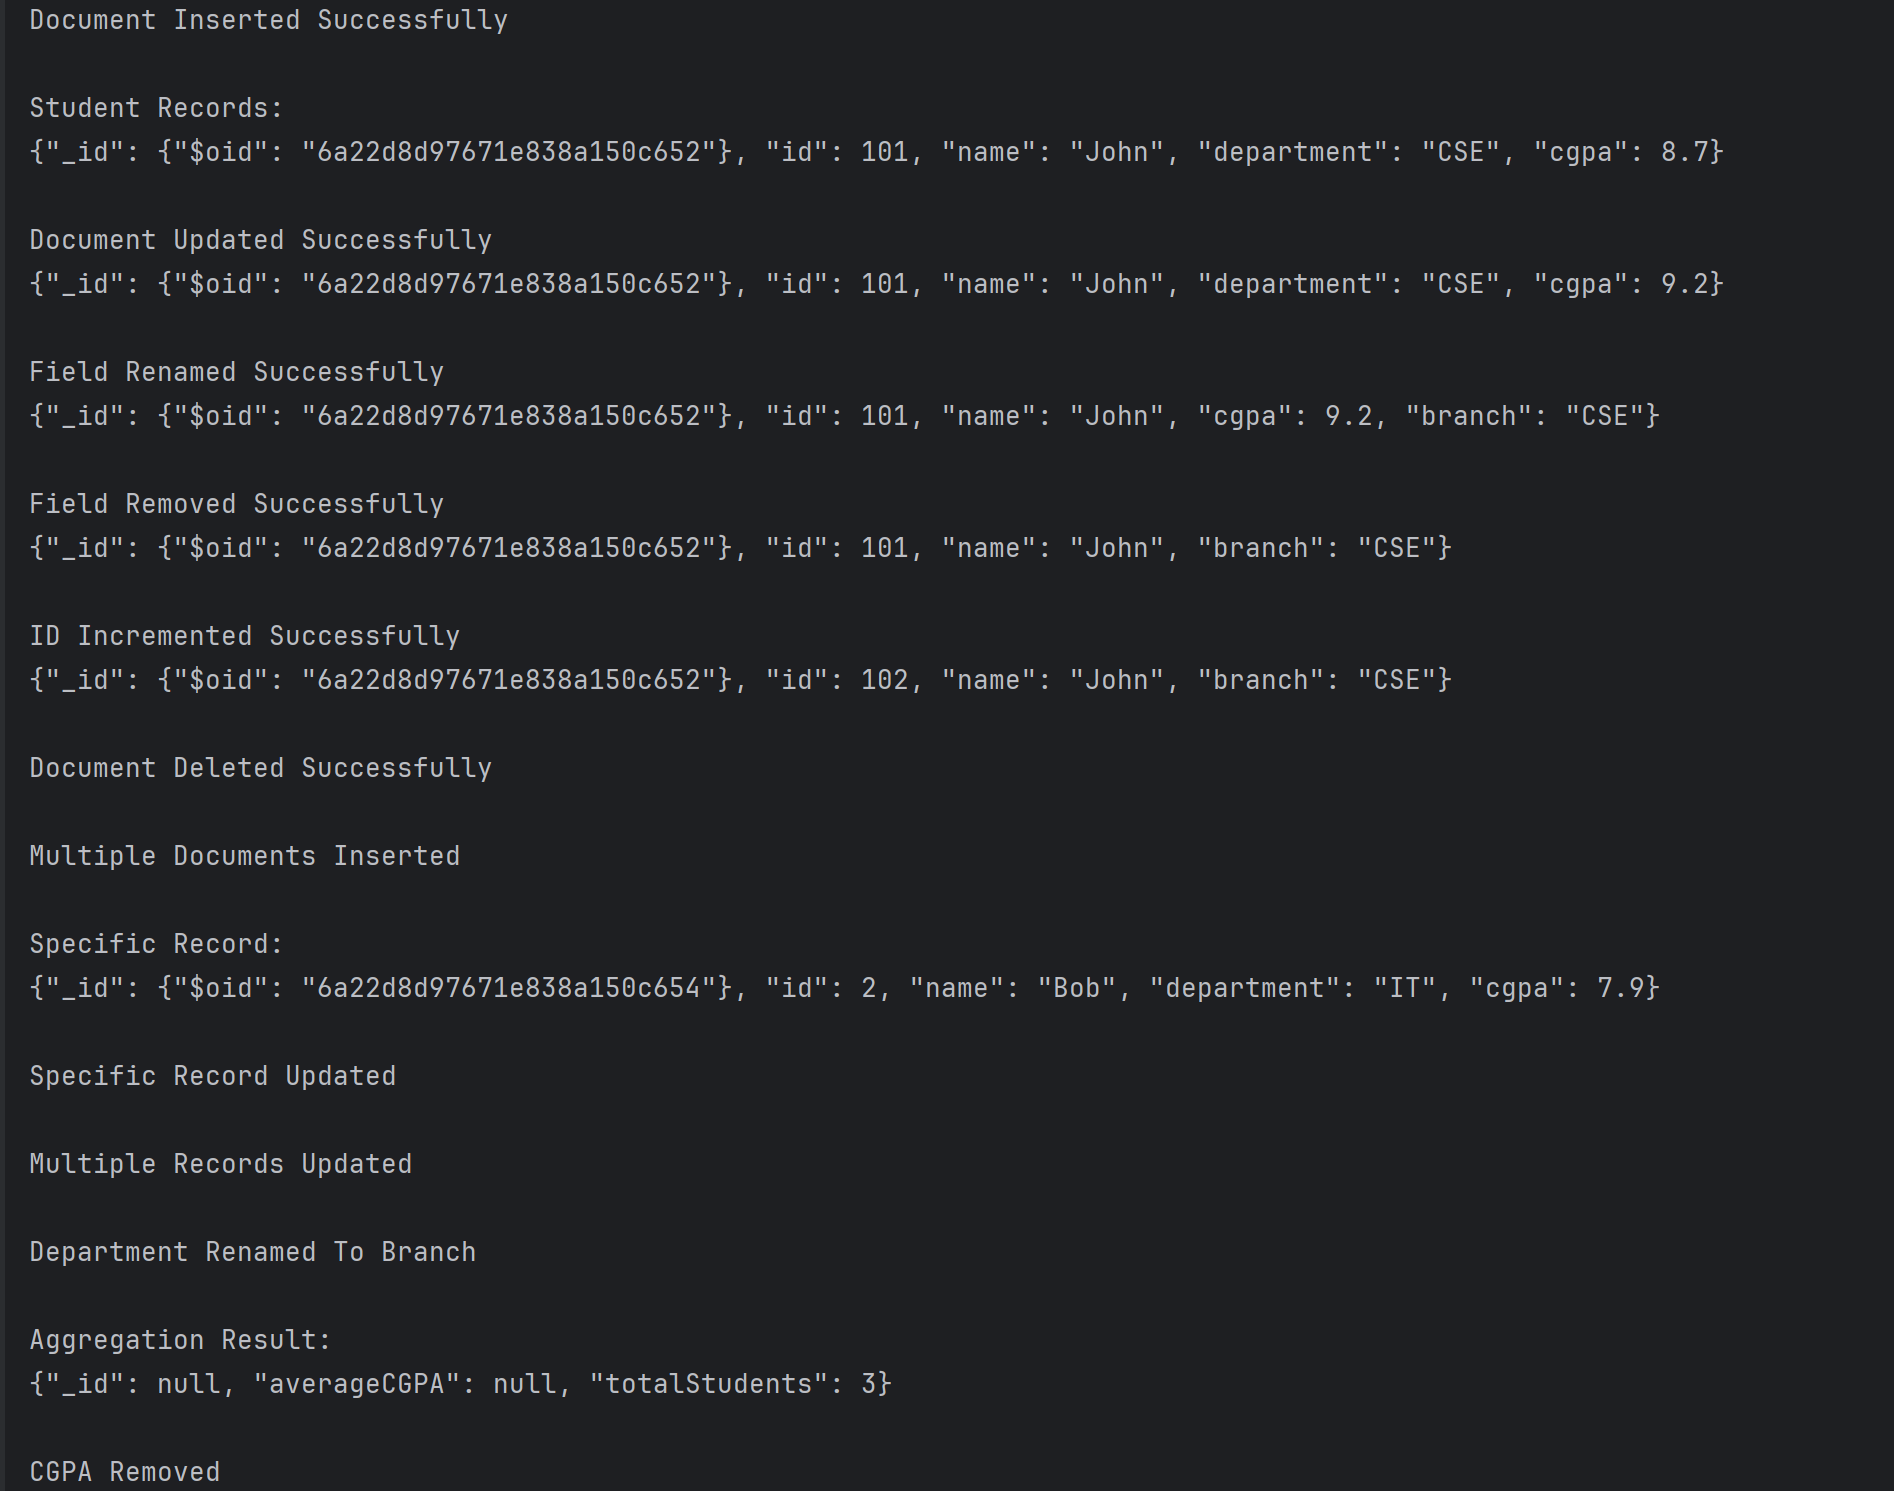 Document Inserted Successfully
Student Records:
{"_id": {"$oid": "6a22d8d97671e838a150c652"}, "id": 101, "name": "John", "department": "CSE", "cgpa": 8.7}
Document Updated Successfully
{"_id": {"$oid": "6a22d8d97671e838a150c652"}, "id": 101, "name": "John", "department": "CSE", "cgpa": 9.2}
Field Renamed Successfully
{"_id": {"$oid": "6a22d8d97671e838a150c652"}, "id": 101, "name": "John", "cgpa": 9.2, "branch": "CSE"}
Field Removed Successfully
{"_id": {"$oid": "6a22d8d97671e838a150c652"}, "id": 101, "name": "John", "branch": "CSE"}
ID Incremented Successfully
{"_id": {"$oid": "6a22d8d97671e838a150c652"}, "id": 102, "name": "John", "branch": "CSE"}
Document Deleted Successfully
Multiple Documents Inserted
Specific Record:
{"_id": {"$oid": "6a22d8d97671e838a150c654"}, "id": 2, "name": "Bob", "department": "IT", "cgpa": 7.9}
Specific Record Updated
Multiple Records Updated
Department Renamed To Branch
Aggregation Result:
{"_id": null, "averageCGPA": null, "totalStudents": 3}
CGPA Removed